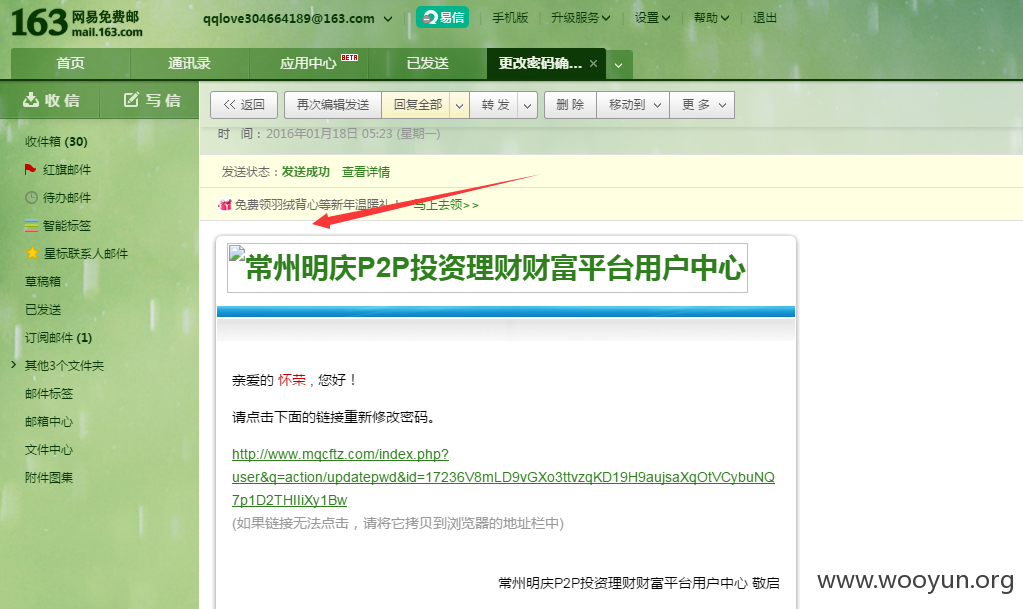 163 网易免费邮
mail.163.com
qqlove304664189@163.com
易信
手机版
升级服务
设置
帮助
退出
首页
通讯录
应用中心 BETA
已发送
更改密码确...
收 信
写 信
返回
再次编辑发送
回复全部
转 发
删 除
移动到
更 多
收件箱 (30)
红旗邮件
待办邮件
智能标签
星标联系人邮件
草稿箱
已发送
订阅邮件 (1)
其他3个文件夹
邮件标签
邮箱中心
文件中心
附件图集
时 间：2016年01月18日 05:23 (星期一)
发送状态：发送成功 查看详情
免费领羽绒背心等新年温暖礼！ 马上去领>>
常州明庆P2P投资理财财富平台用户中心
亲爱的 怀荣 , 您好！
请点击下面的链接重新修改密码。
http://www.mqcftz.com/index.php?
user&q=action/updatepwd&id=17236V8mLD9vGXo3ttvzqKD19H9aujsaXqOtVCybuNQ
7p1D2THIIiXy1Bw
(如果链接无法点击，请将它拷贝到浏览器的地址栏中)
常州明庆P2P投资理财财富平台用户中心 敬启
www.wooyun.org